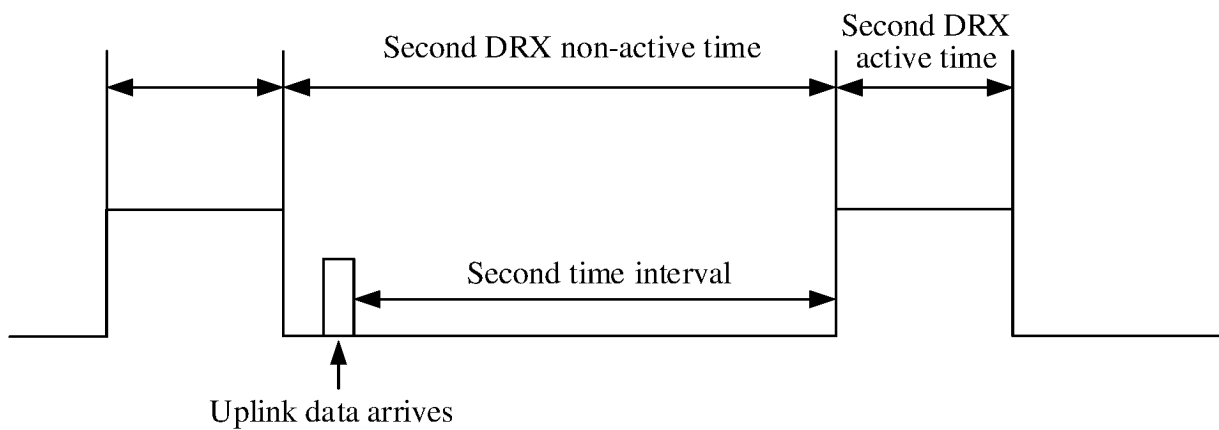 Second DRX non-active time
Second DRX
active time
Second time interval
Uplink data arrives